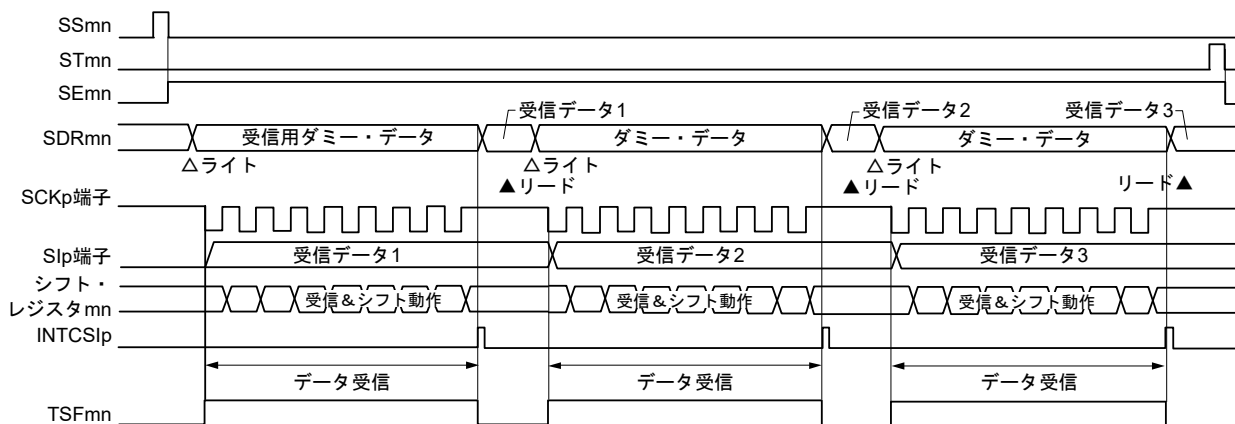 SSmn
STmn
SEmn
受信データ1 受信データ2 受信データ3
SDRmn 受信用ダミー・データ ダミー・データ ダミー・データ
△ライト △ライト △ライト
▲リード ▲リード リード▲
SCKp端子
SIp端子 受信データ1 受信データ2 受信データ3
シフト・
レジスタmn 受信&シフト動作 受信&シフト動作 受信&シフト動作
INTCSIp
データ受信 データ受信 データ受信
TSFmn